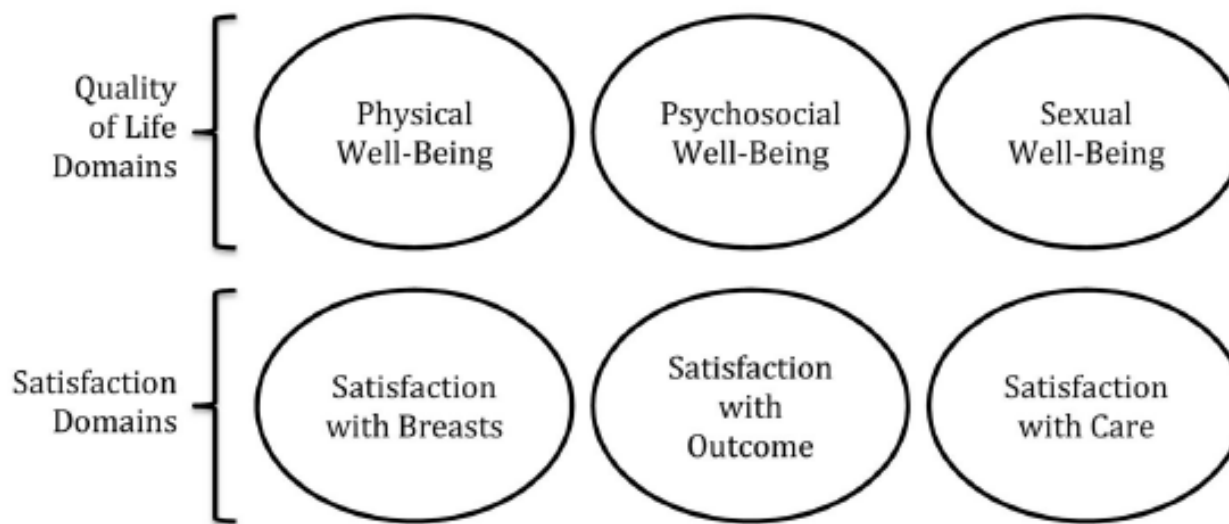 Quality
of Life
Domains
Physical
Well-Being
Psychosocial
Well-Being
Sexual
Well-Being
Satisfaction
Domains
Satisfaction
with Breasts
Satisfaction
with
Outcome
Satisfaction
with Care